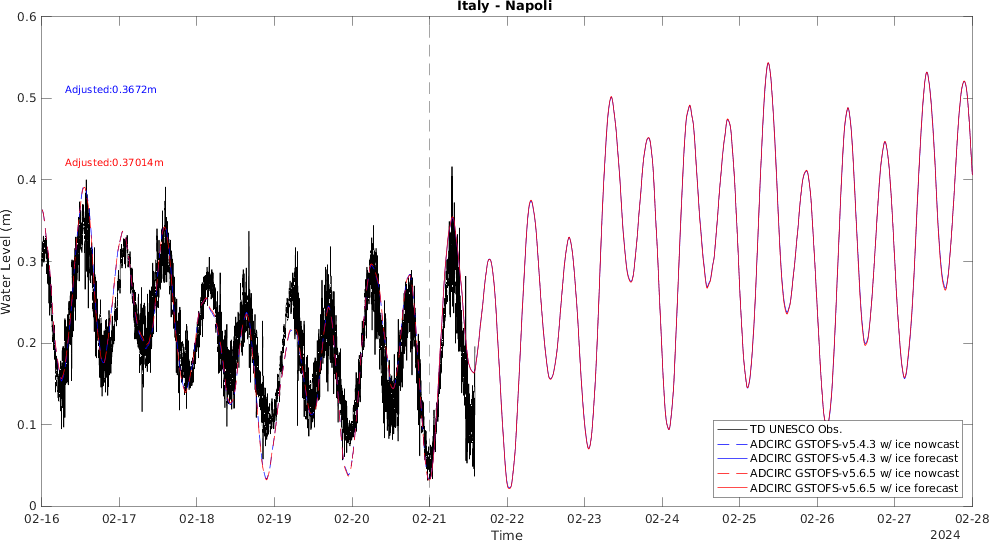 Italy - Napoli
0.6
0.5
0.4
0.3
0.2
0.1
0
Water Level (m)
Adjusted:0.3672m
Adjusted:0.37014m
TD UNESCO Obs.
ADCIRC GSTOFS-v5.4.3 w/ ice nowcast
ADCIRC GSTOFS-v5.4.3 w/ ice forecast
ADCIRC GSTOFS-v5.6.5 w/ ice nowcast
ADCIRC GSTOFS-v5.6.5 w/ ice forecast
02-16 02-17 02-18 02-19 02-20 02-21 02-22 02-23 02-24 02-25 02-26 02-27 02-28
Time
2024